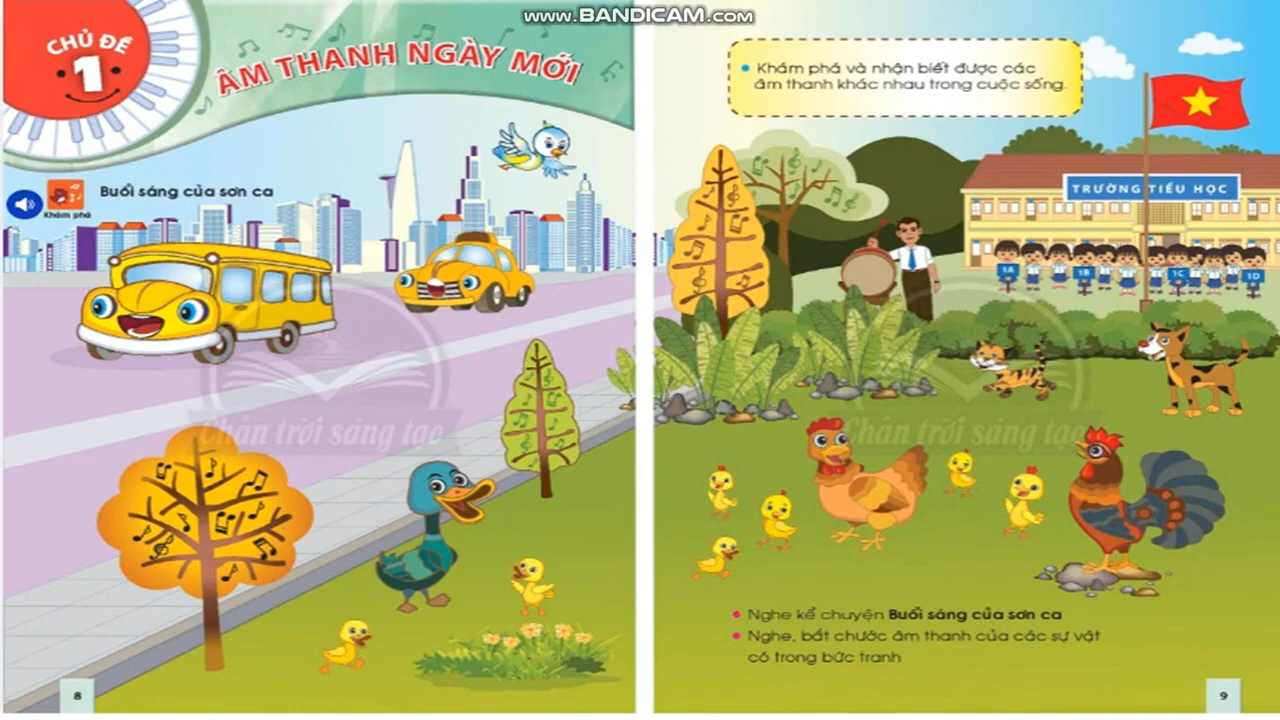 www.BANDICAM.com
CHỦ ĐỀ
1
ÂM THANH NGÀY MỚI
Buổi sáng của sơn ca
Khám phá
Chân trời sáng tạo
8
Khám phá và nhận biết được các
âm thanh khác nhau trong cuộc sống.
TRƯỜNG TIỂU HỌC
1A
1B
1C
1D
Chân trời sáng tạo
Nghe kể chuyện Buổi sáng của sơn ca
Nghe, bắt chước âm thanh của các sự vật
có trong bức tranh
9